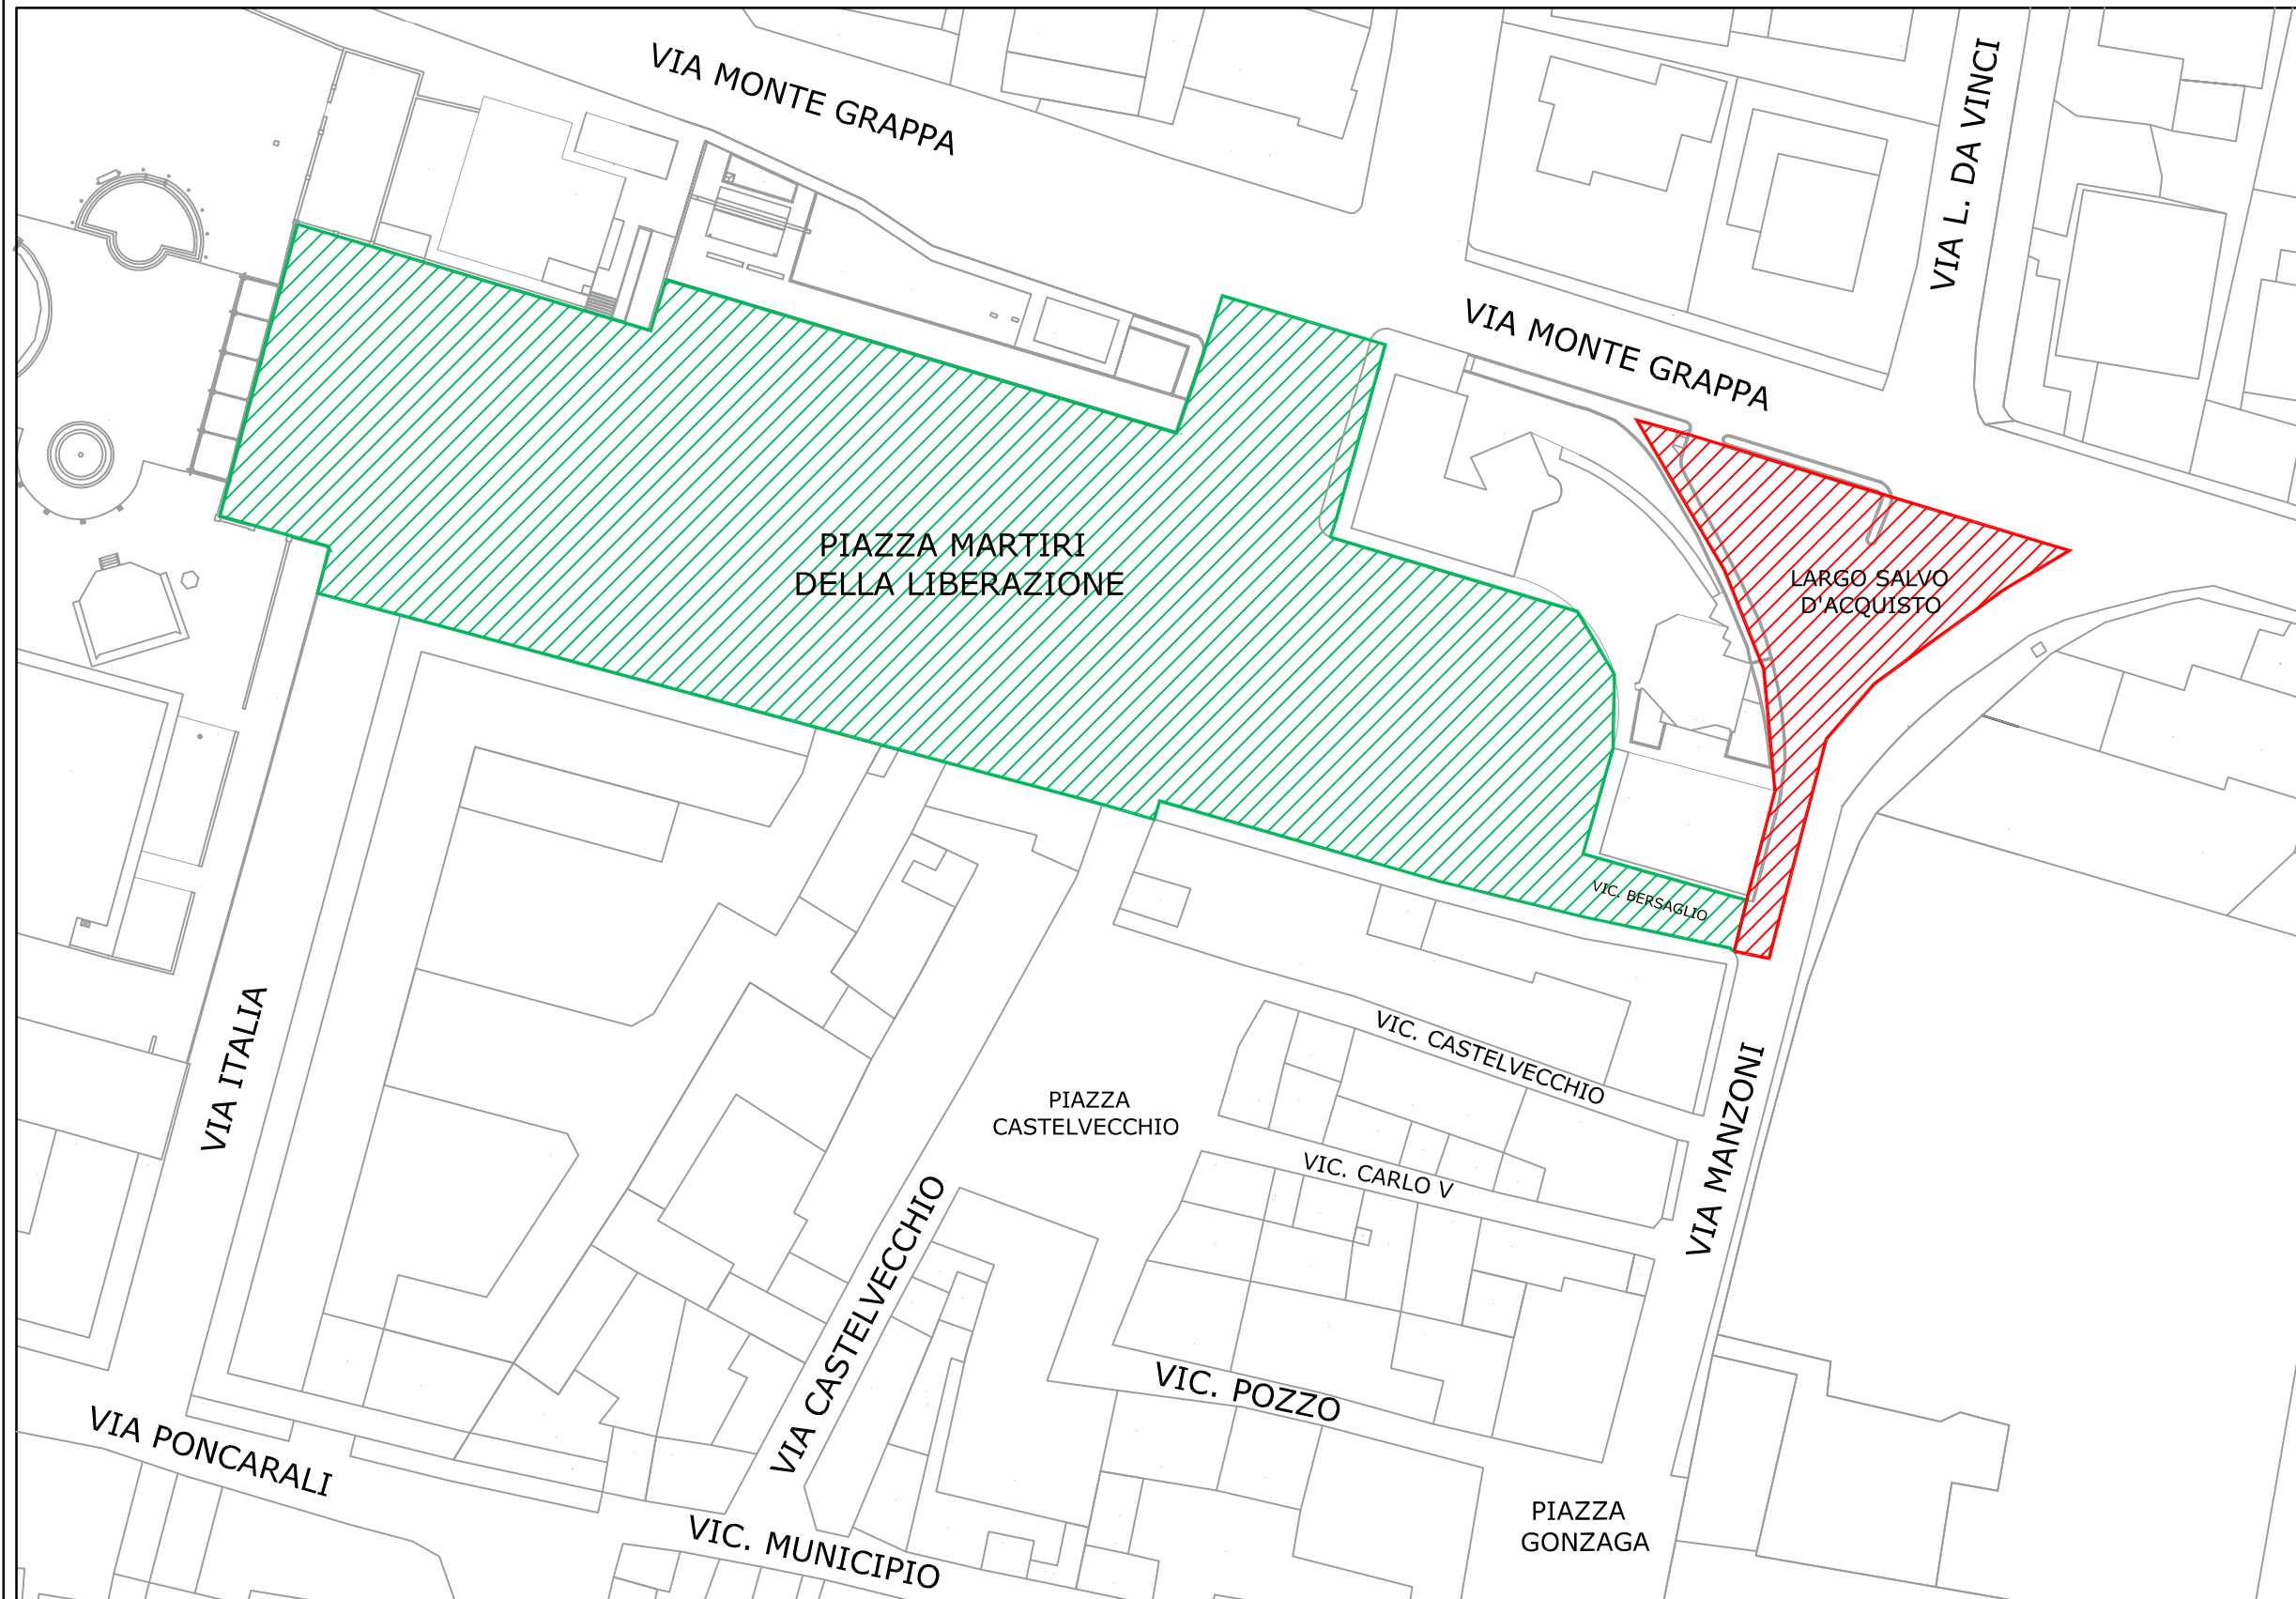 VIA MONTE GRAPPA
VIA L. DA VINCI
VIA MONTE GRAPPA
PIAZZA MARTIRI
DELLA LIBERAZIONE
LARGO SALVO
D'ACQUISTO
VIC. BERSAGLIO
VIA ITALIA
VIC. CASTELVECCHIO
PIAZZA
CASTELVECCHIO
VIA MANZONI
VIC. CARLO V
VIA CASTELVECCHIO
VIC. POZZO
VIA PONCARALI
PIAZZA
GONZAGA
VIC. MUNICIPIO